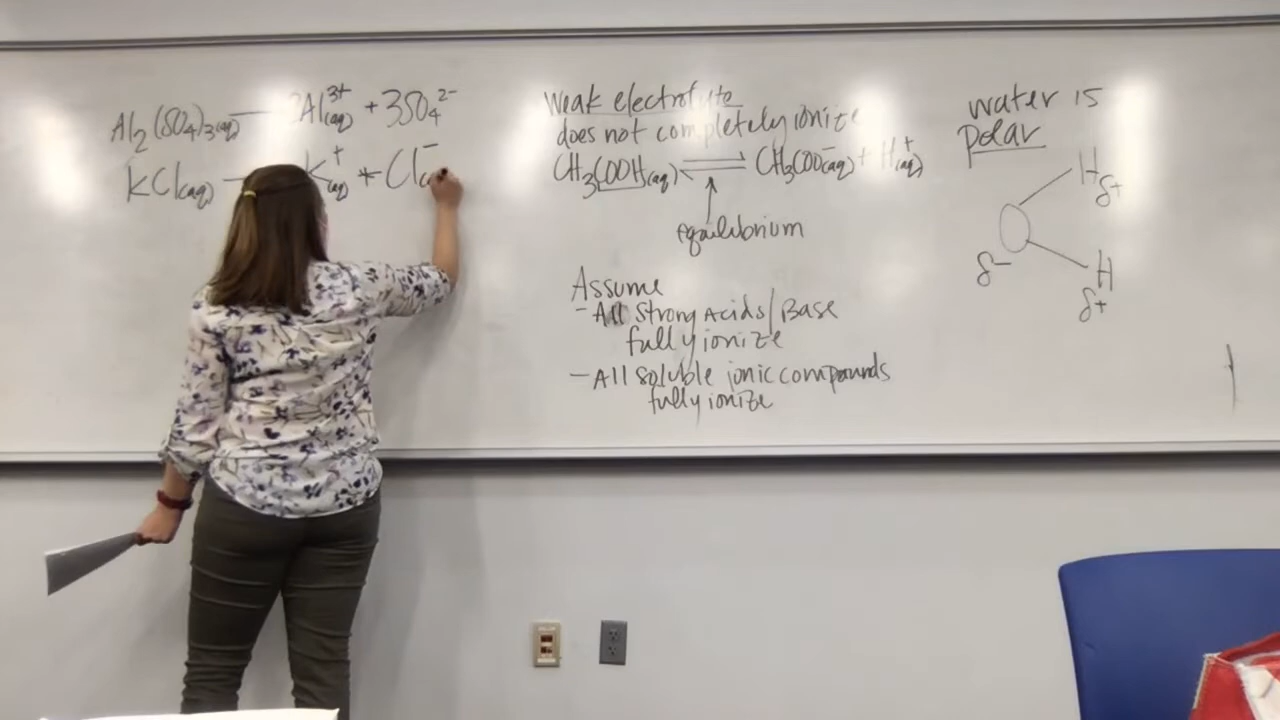 Al₂(SO₄)₃(aq) — 2Al³⁺(aq) + 3SO₄²⁻
KCl(aq) — K⁺(aq) + Cl⁻
Weak electrolyte
does not completely ionize
CH₃COOH(aq) ⇌ CH₃COO⁻(aq) + H⁺(aq)
equilibrium
Assume
- All Strong Acids/Base
fully ionize
- All soluble ionic compounds
fully ionize
water is
polar
H
δ+
O
δ-
H
δ+